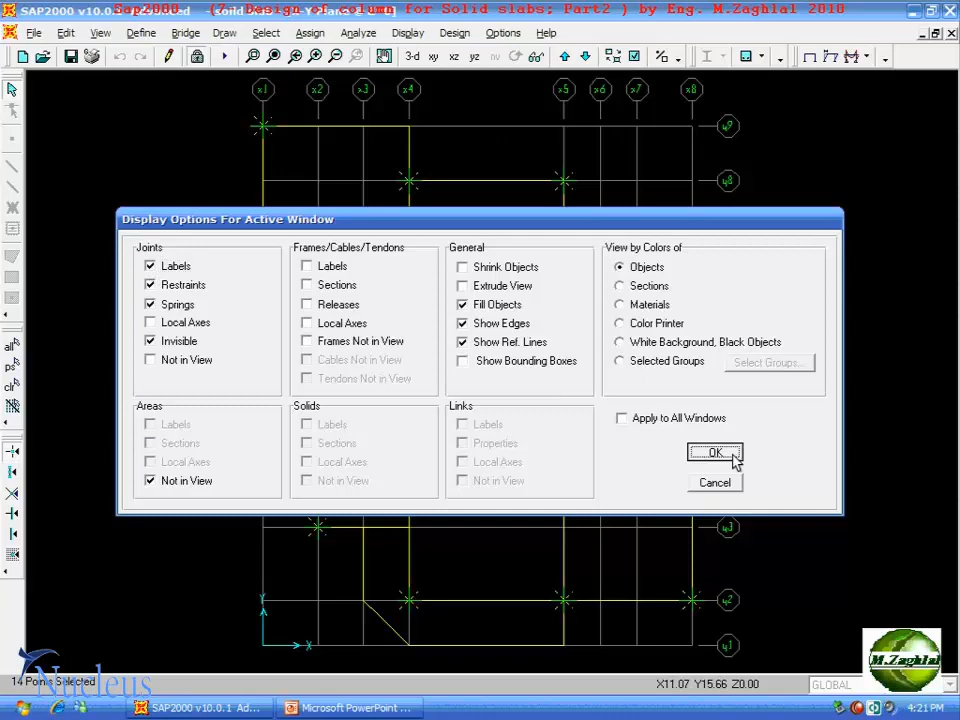 SAP2000 v10.0.
Sap2000 (7- Design of column for Solid slabs; Part2 ) by Eng. M.Zaghlal 2010
File Edit View Define Bridge Draw Select Assign Analyze Display Design Options Help
3-d xy xz yz nv
x1 x2 x3 x4 x5 x6 x7 x8
y9
y8
Display Options For Active Window
Joints
Labels
Restraints
Springs
Local Axes
Invisible
Not in View
Frames/Cables/Tendons
Labels
Sections
Releases
Local Axes
Frames Not in View
Cables Not in View
Tendons Not in View
General
Shrink Objects
Extrude View
Fill Objects
Show Edges
Show Ref. Lines
Show Bounding Boxes
View by Colors of
Objects
Sections
Materials
Color Printer
White Background, Black Objects
Selected Groups
Select Groups...
Areas
Labels
Sections
Local Axes
Not in View
Solids
Labels
Sections
Local Axes
Not in View
Links
Labels
Properties
Local Axes
Not in View
Apply to All Windows
OK
Cancel
all
ps
clr
y3
y2
y1
Y
X
M.Zaghlal
Nucleus
14 Points Selected
X11.07 Y15.66 Z0.00
GLOBAL
SAP2000 v10.0.1 Ad...
Microsoft PowerPoint ...
4:21 PM